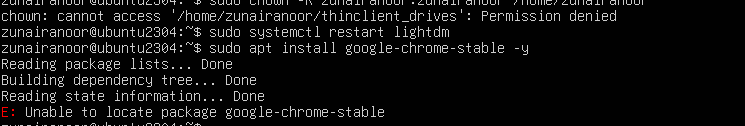 zunairanoor@ubuntu2304:~$ sudo chown -R zunairanoor:zunairanoor /home/zunairanoor
chown: cannot access '/home/zunairanoor/thinclient_drives': Permission denied
zunairanoor@ubuntu2304:~$ sudo systemctl restart lightdm
zunairanoor@ubuntu2304:~$ sudo apt install google-chrome-stable -y
Reading package lists... Done
Building dependency tree... Done
Reading state information... Done
E: Unable to locate package google-chrome-stable
zunairanoor@ubuntu2304:~$